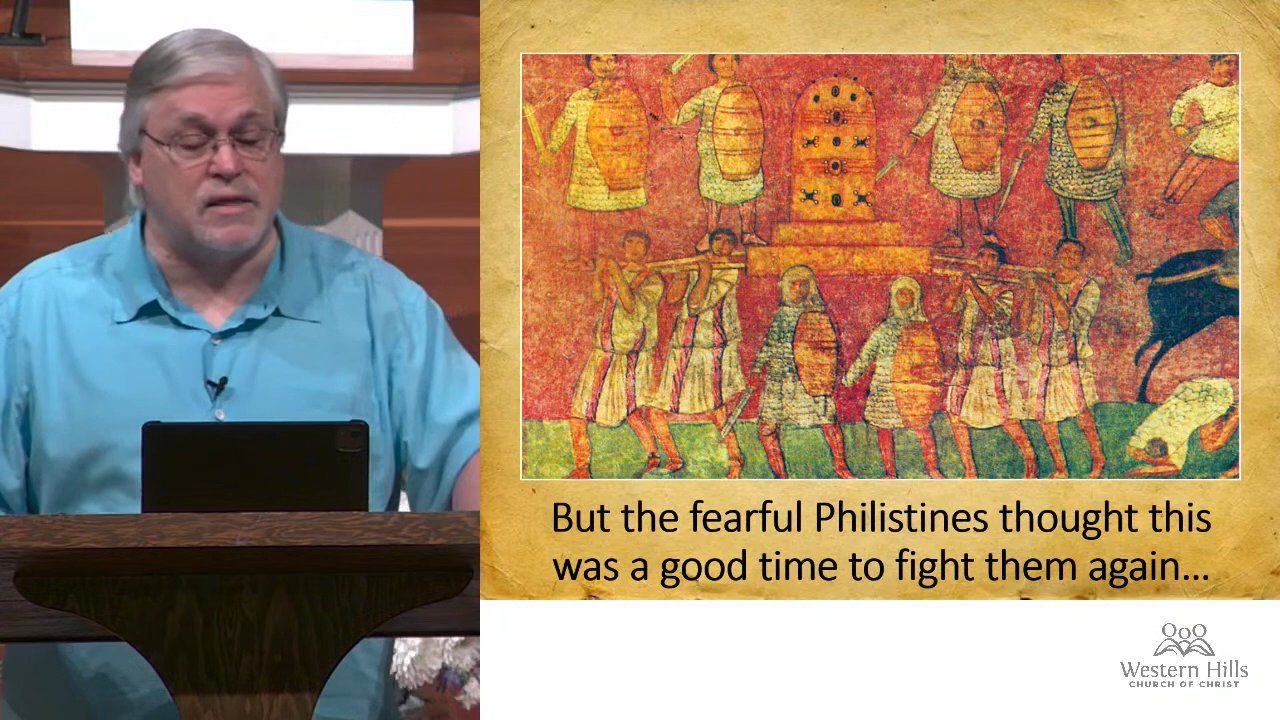 But the fearful Philistines thought this
was a good time to fight them again...
Western Hills
CHURCH OF CHRIST